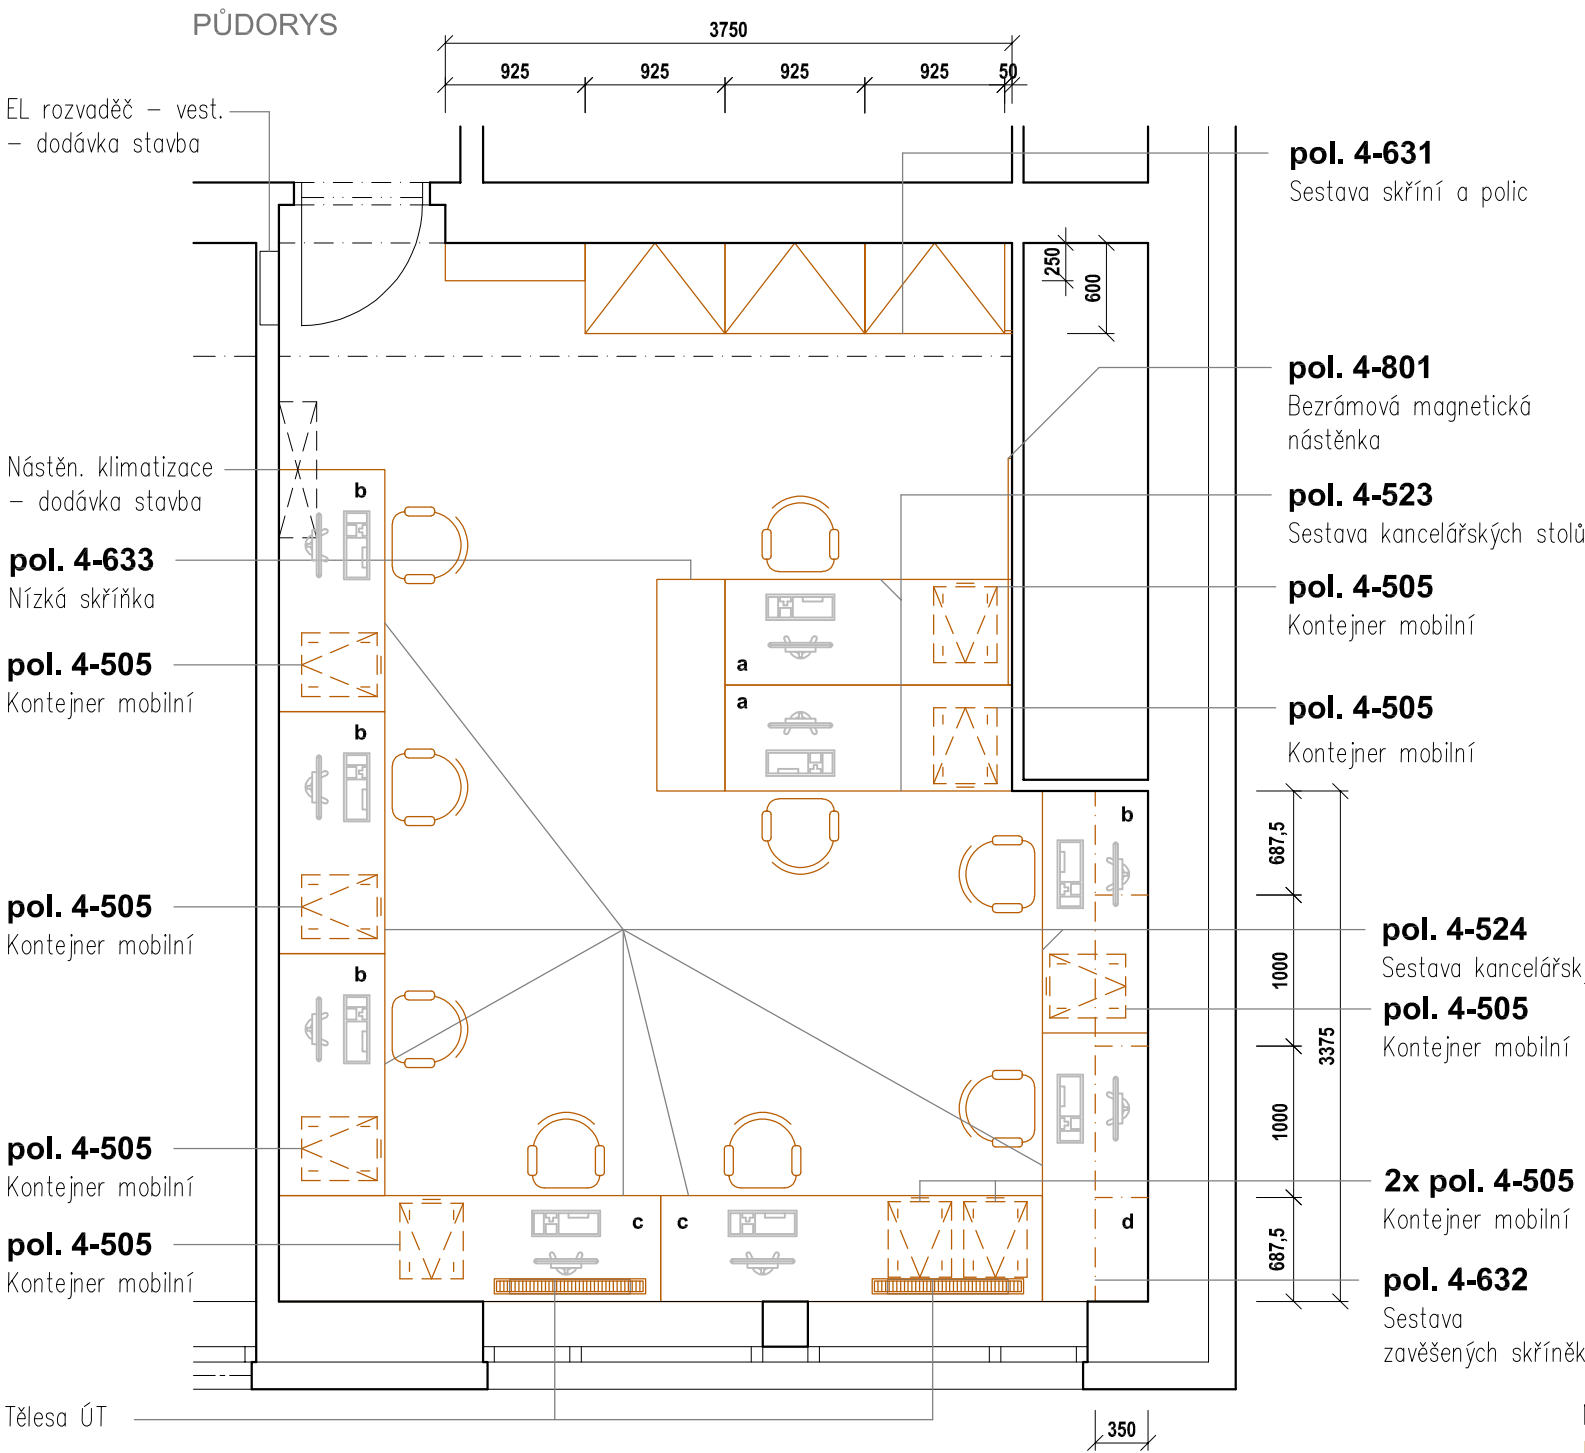 PŮDORYS
3750
925
925
925
925
50
EL rozvaděč – vest.
– dodávka stavba
pol. 4-631
Sestava skříní a polic
250
600
pol. 4-801
Bezrámová magnetická
nástěnka
Nástěn. klimatizace
– dodávka stavba
b
pol. 4-523
Sestava kancelářských stolů
pol. 4-633
Nízká skříňka
pol. 4-505
Kontejner mobilní
pol. 4-505
Kontejner mobilní
a
a
b
pol. 4-505
Kontejner mobilní
b
687,5
pol. 4-505
Kontejner mobilní
pol. 4-524
Sestava kancelářsk
b
1000
pol. 4-505
Kontejner mobilní
3375
1000
pol. 4-505
Kontejner mobilní
2x pol. 4-505
Kontejner mobilní
c
c
d
687,5
pol. 4-505
Kontejner mobilní
pol. 4-632
Sestava
zavěšených skříněk
Tělesa ÚT
350